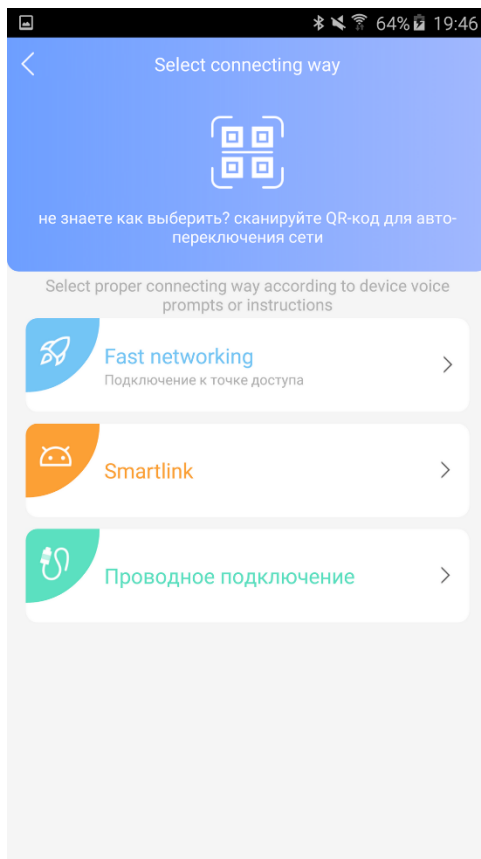 64% 19:46
Select connecting way
не знаете как выберить? сканируйте QR-код для авто-
переключения сети
Select proper connecting way according to device voice
prompts or instructions
Fast networking
Подключение к точке доступа
Smartlink
Проводное подключение